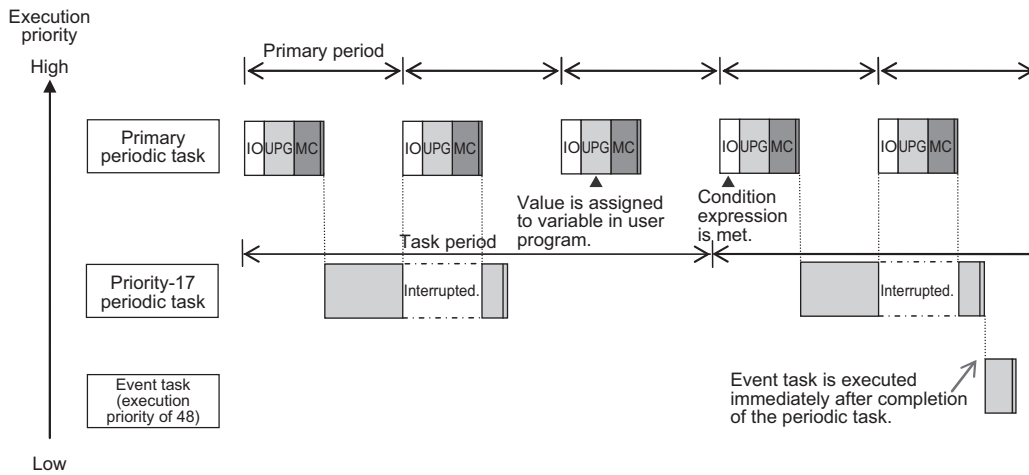 Execution
priority
High
Primary period
Primary
periodic task
IO UPG MC
IO UPG MC
IO UPG MC
IO UPG MC
IO UPG MC
Value is assigned
to variable in user
program.
Condition
expression
is met.
Task period
Priority-17
periodic task
Interrupted.
Interrupted.
Event task
(execution
priority of 48)
Event task is executed
immediately after completion
of the periodic task.
Low